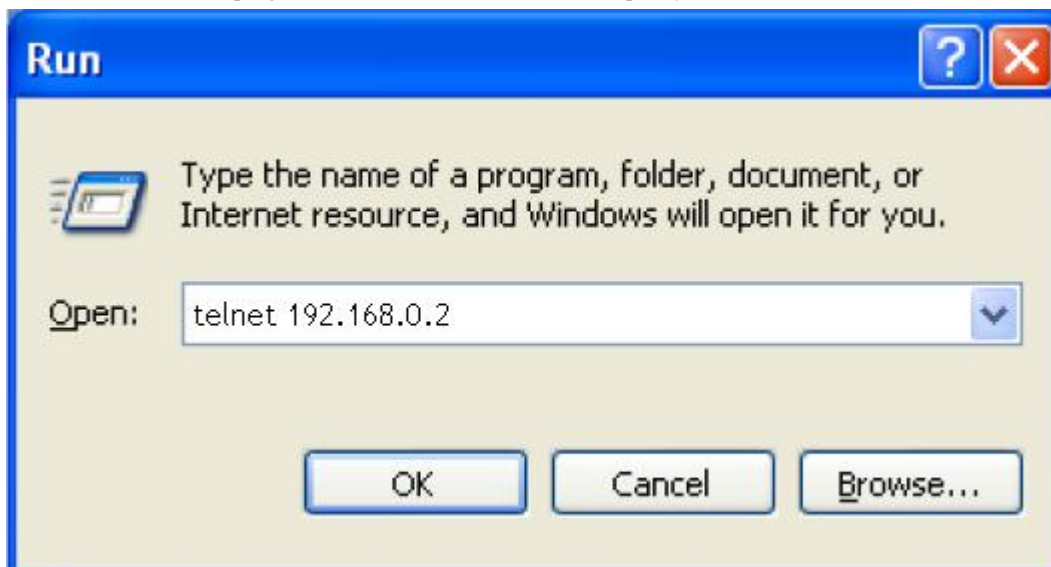 Run
Type the name of a program, folder, document, or
Internet resource, and Windows will open it for you.
Open:
telnet 192.168.0.2
OK
Cancel
Browse...